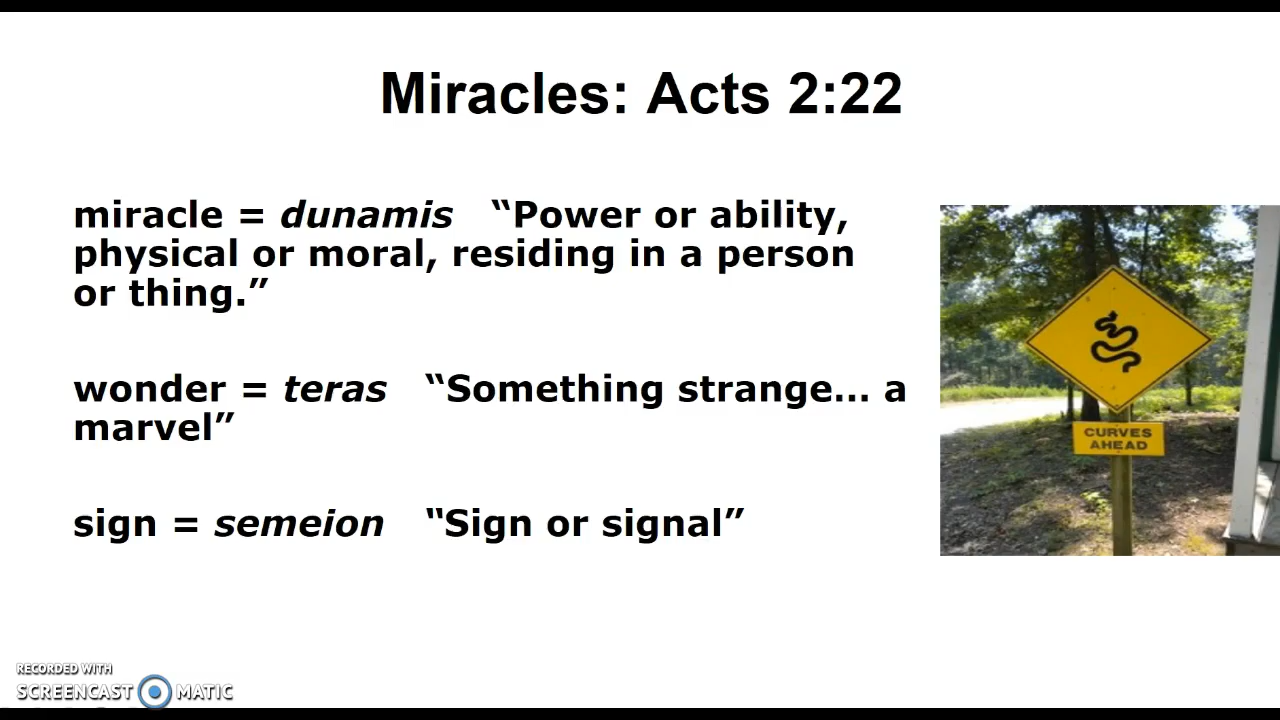 Miracles: Acts 2:22
miracle = dunamis “Power or ability,
physical or moral, residing in a person
or thing.”
wonder = teras “Something strange... a
marvel”
sign = semeion “Sign or signal”
CURVES
AHEAD
RECORDED WITH
SCREENCAST MATIC